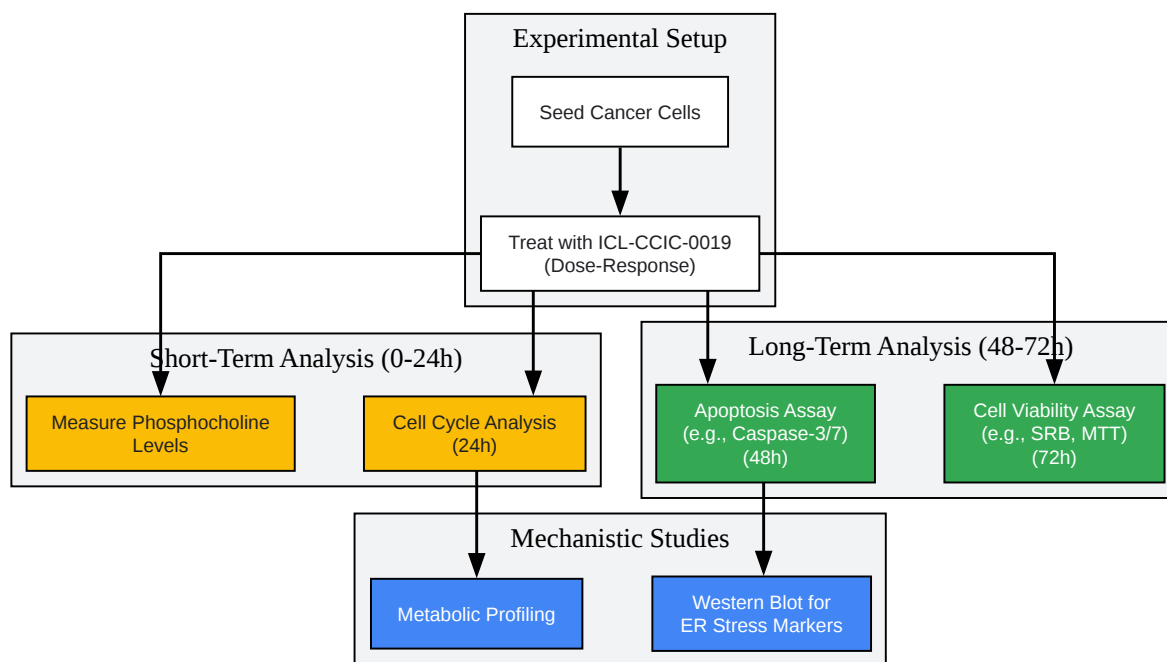 Experimental Setup
Seed Cancer Cells
Treat with ICL-CCIC-0019
(Dose-Response)
Short-Term Analysis (0-24h)
Long-Term Analysis (48-72h)
Measure Phosphocholine
Levels
Cell Cycle Analysis
(24h)
Apoptosis Assay
(e.g., Caspase-3/7)
(48h)
Cell Viability Assay
(e.g., SRB, MTT)
(72h)
Mechanistic Studies
Metabolic Profiling
Western Blot for
ER Stress Markers